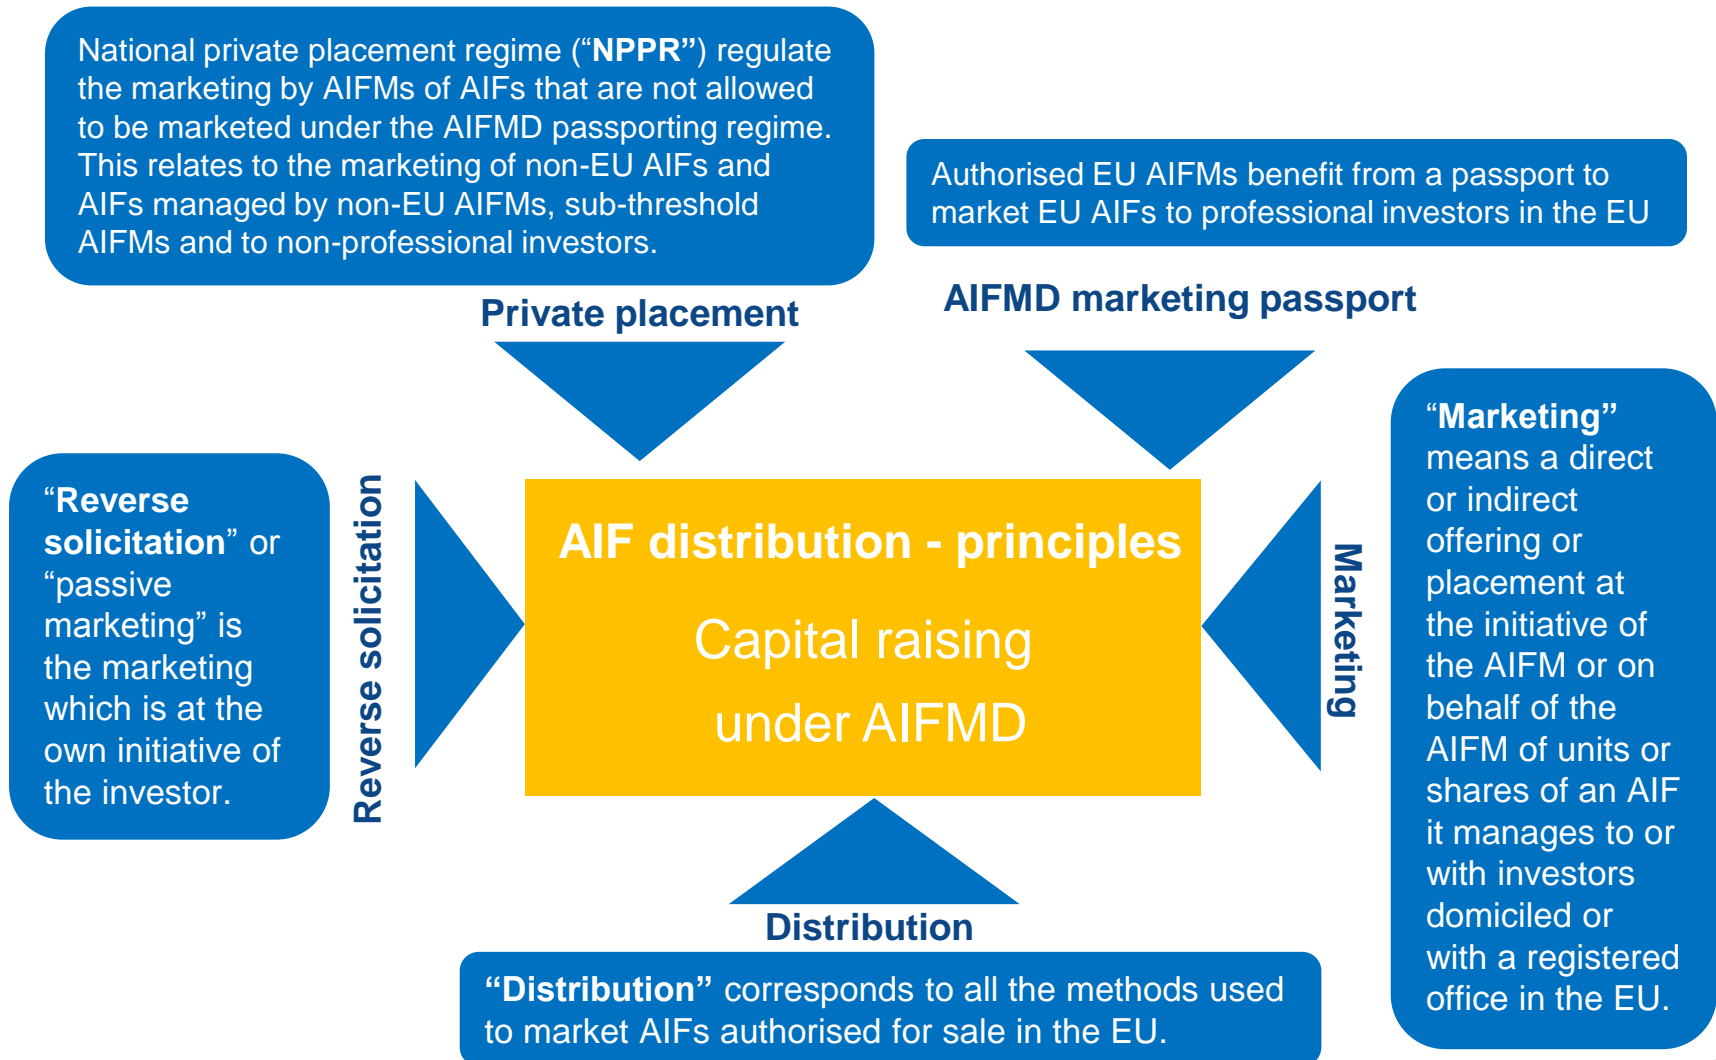 National private placement regime (“NPPR”) regulate
the marketing by AIFMs of AIFs that are not allowed
to be marketed under the AIFMD passporting regime.
This relates to the marketing of non-EU AIFs and
AIFs managed by non-EU AIFMs, sub-threshold
AIFMs and to non-professional investors.
Private placement
Authorised EU AIFMs benefit from a passport to
market EU AIFs to professional investors in the EU
AIFMD marketing passport
“Reverse
solicitation” or
“passive
marketing” is
the marketing
which is at the
own initiative of
the investor.
Reverse solicitation
AIF distribution - principles
Capital raising
under AIFMD
Marketing
“Marketing”
means a direct
or indirect
offering or
placement at
the initiative of
the AIFM or on
behalf of the
AIFM of units or
shares of an AIF
it manages to or
with investors
domiciled or
with a registered
office in the EU.
Distribution
“Distribution” corresponds to all the methods used
to market AIFs authorised for sale in the EU.